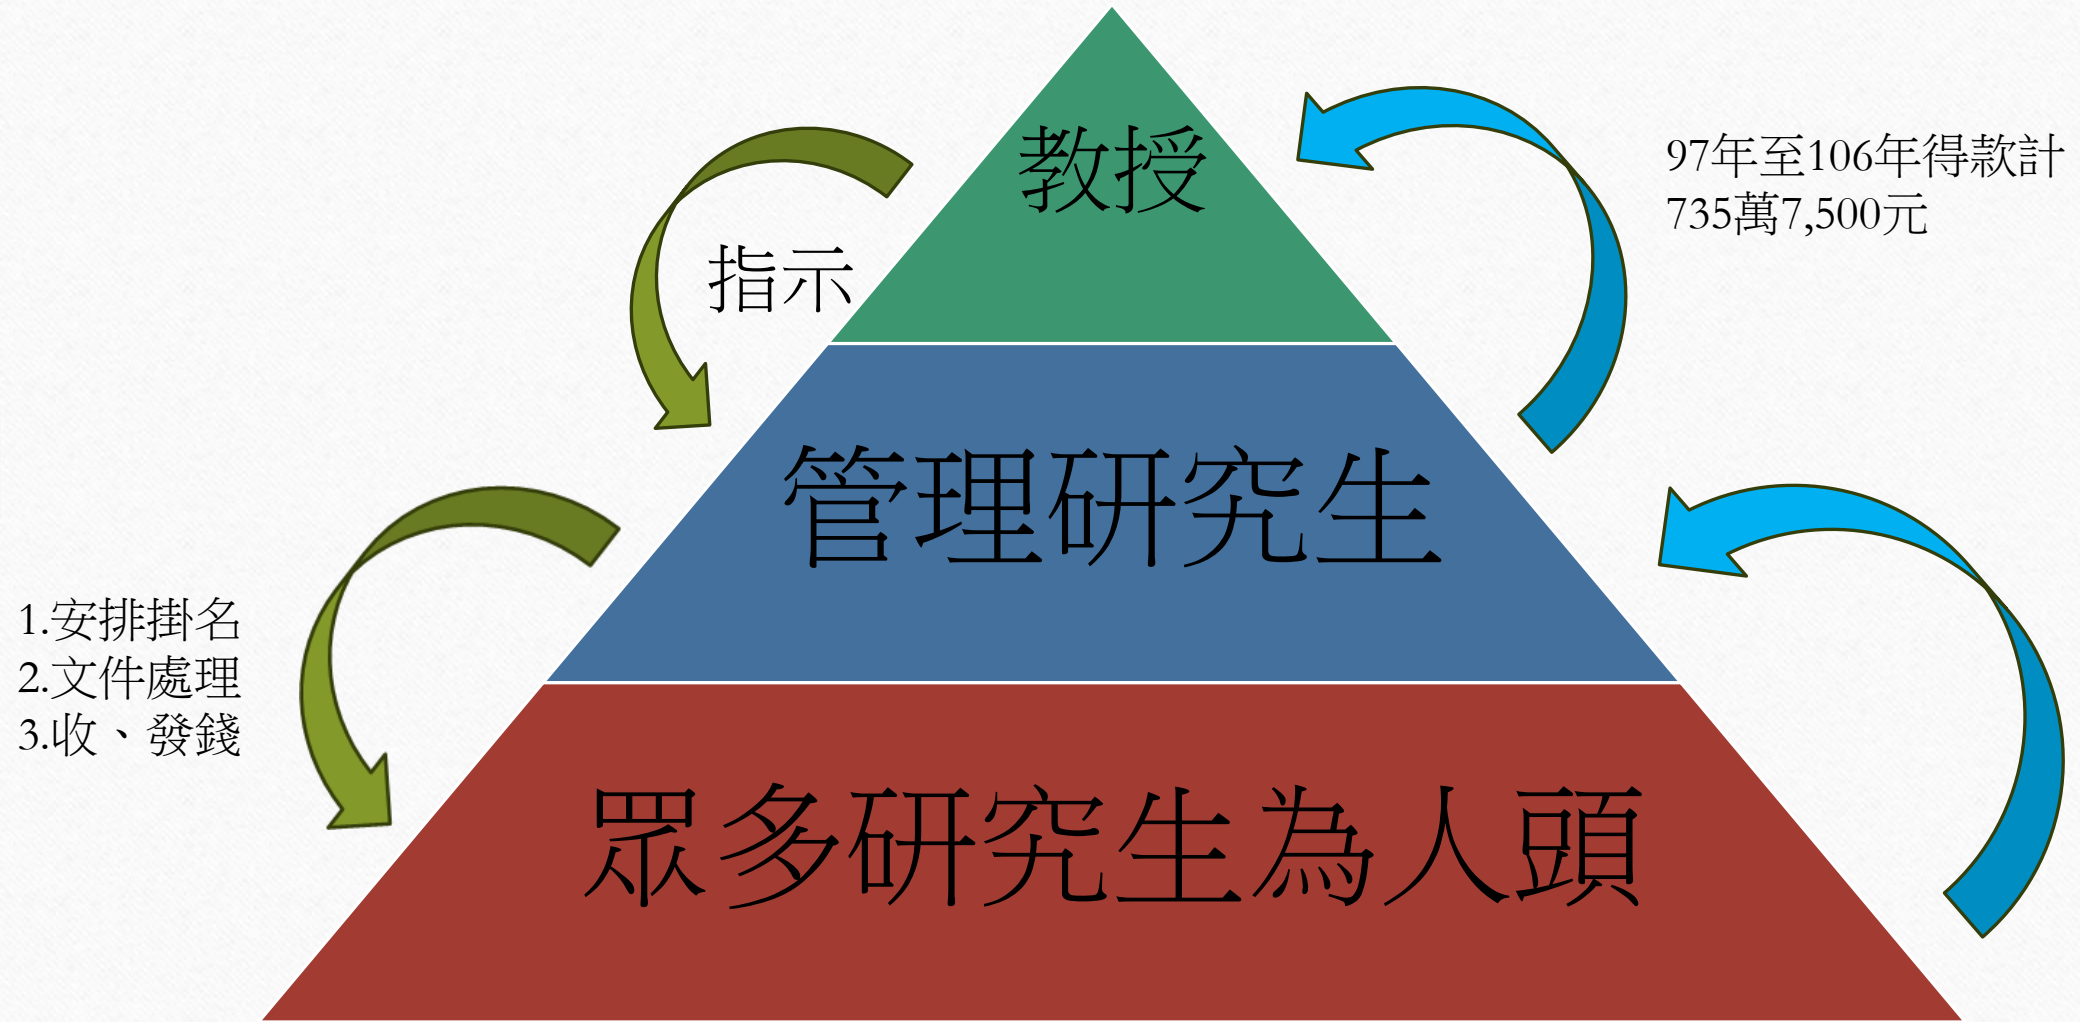 教授
97年至106年得款計
735萬7,500元
指示
管理研究生
1.安排掛名
2.文件處理
3.收、發錢
眾多研究生為人頭